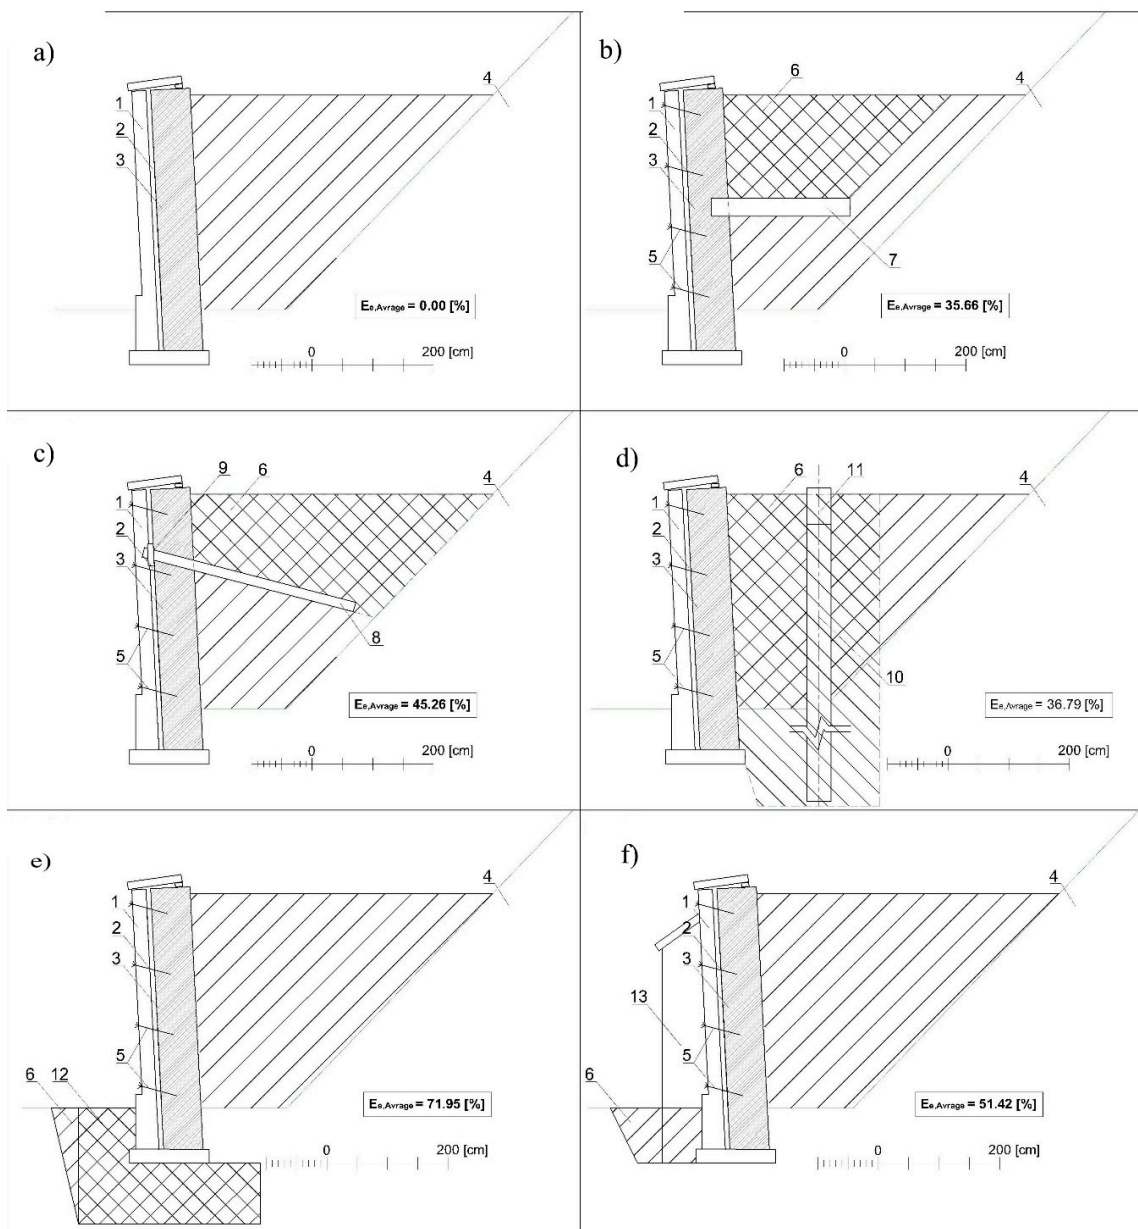 a)
4
1
2
3
Ee,Avrage = 0.00 [%]
0 200 [cm]
b)
6 4
1
2
3
5
7
Ee,Avrage = 35.66 [%]
0 200 [cm]
c)
9 6 4
1
2
3
5
8
Ee,Avrage = 45.26 [%]
0 200 [cm]
d)
6 11 4
1
2
3
5
10
Ee,Avrage = 36.79 [%]
0 200 [cm]
e)
4
1
2
3
5
6 12
Ee,Avrage = 71.95 [%]
0 200 [cm]
f)
4
1
2
3
13
5
6
Ee,Avrage = 51.42 [%]
0 200 [cm]